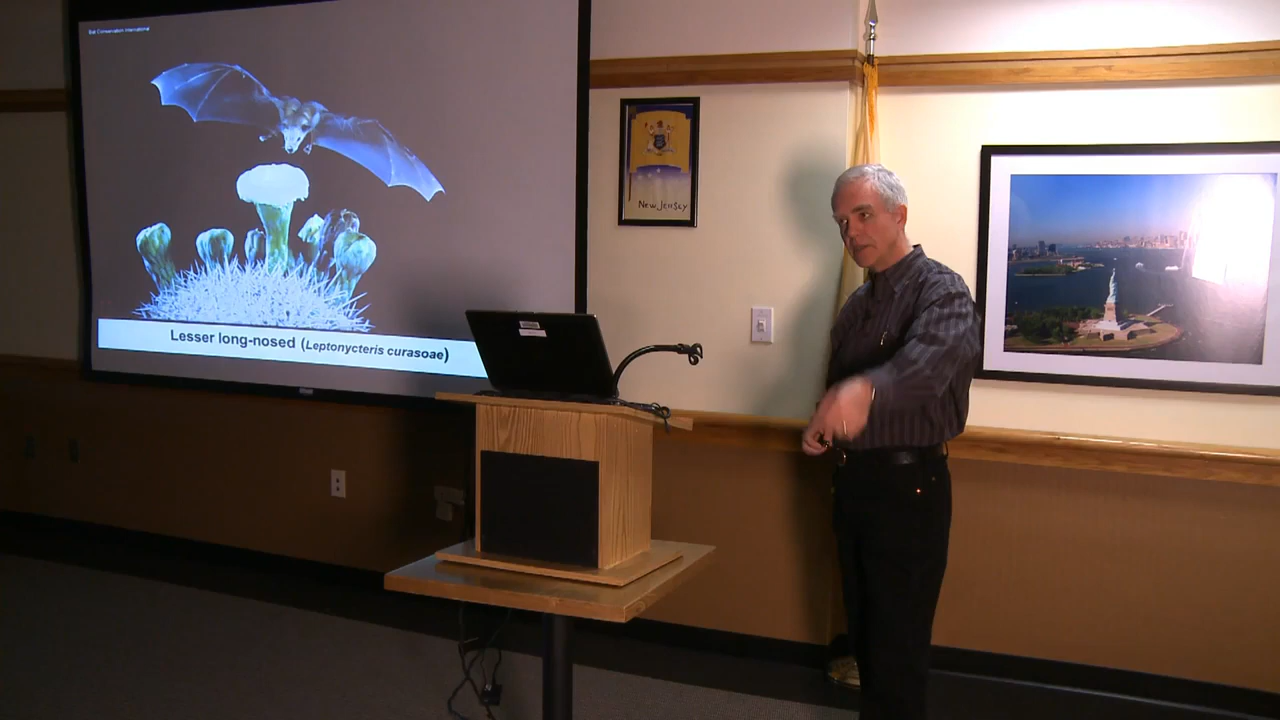 Bat Conservation International
Lesser long-nosed (Leptonycteris curasoae)
New Jersey